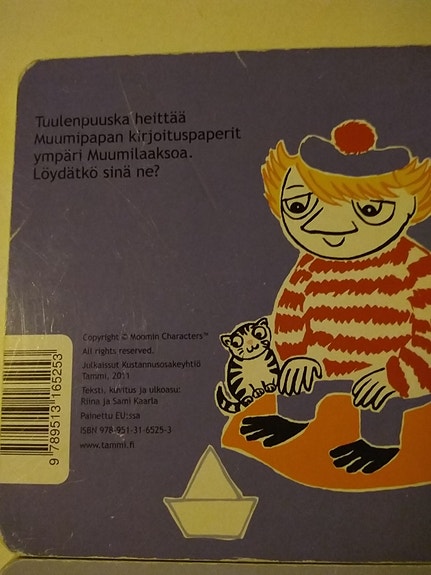 Tuulenpuuska heittää
Muumipapan kirjoituspaperit
ympäri Muumilaaksoa.
Löydätkö sinä ne?
Copyright © Moomin Characters™
All rights reserved.
Julkaissut Kustannusosakeyhtiö
Tammi, 2011
Teksti, kuvitus ja ulkoasu:
Riina ja Sami Kaarla
Painettu EU:ssa
ISBN 978-951-31-6525-3
www.tammi.fi
9 789513 165253